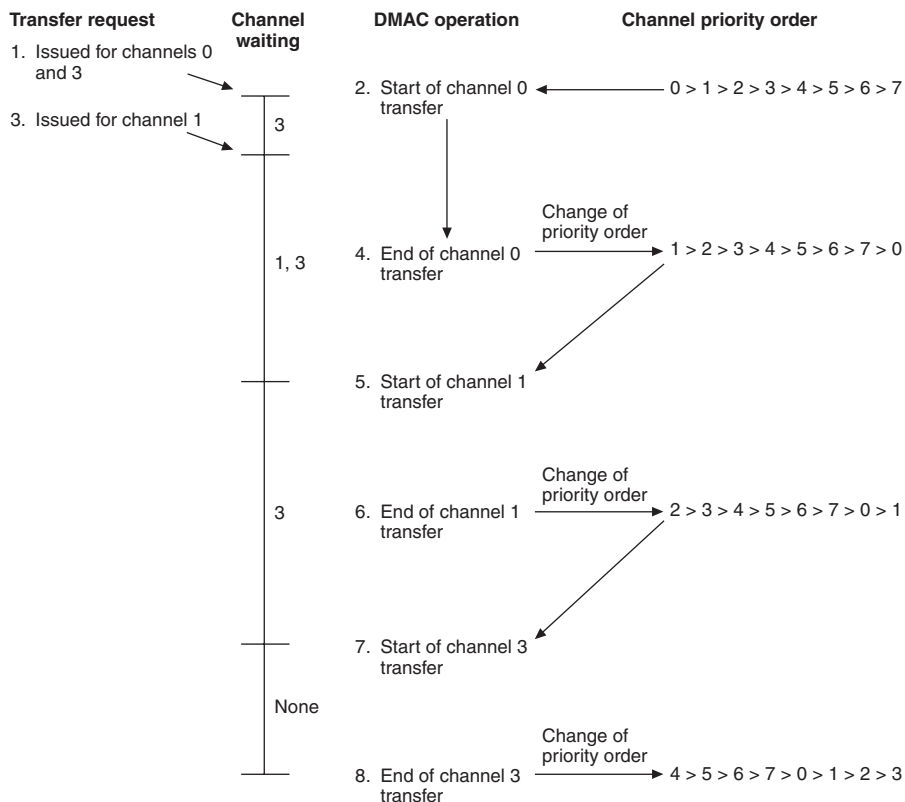 Transfer request
Channel
waiting
DMAC operation
Channel priority order
1. Issued for channels 0
and 3
2. Start of channel 0
transfer
0 > 1 > 2 > 3 > 4 > 5 > 6 > 7
3. Issued for channel 1
3
Change of
priority order
1, 3
4. End of channel 0
transfer
1 > 2 > 3 > 4 > 5 > 6 > 7 > 0
5. Start of channel 1
transfer
Change of
priority order
3
6. End of channel 1
transfer
2 > 3 > 4 > 5 > 6 > 7 > 0 > 1
7. Start of channel 3
transfer
None
Change of
priority order
8. End of channel 3
transfer
4 > 5 > 6 > 7 > 0 > 1 > 2 > 3